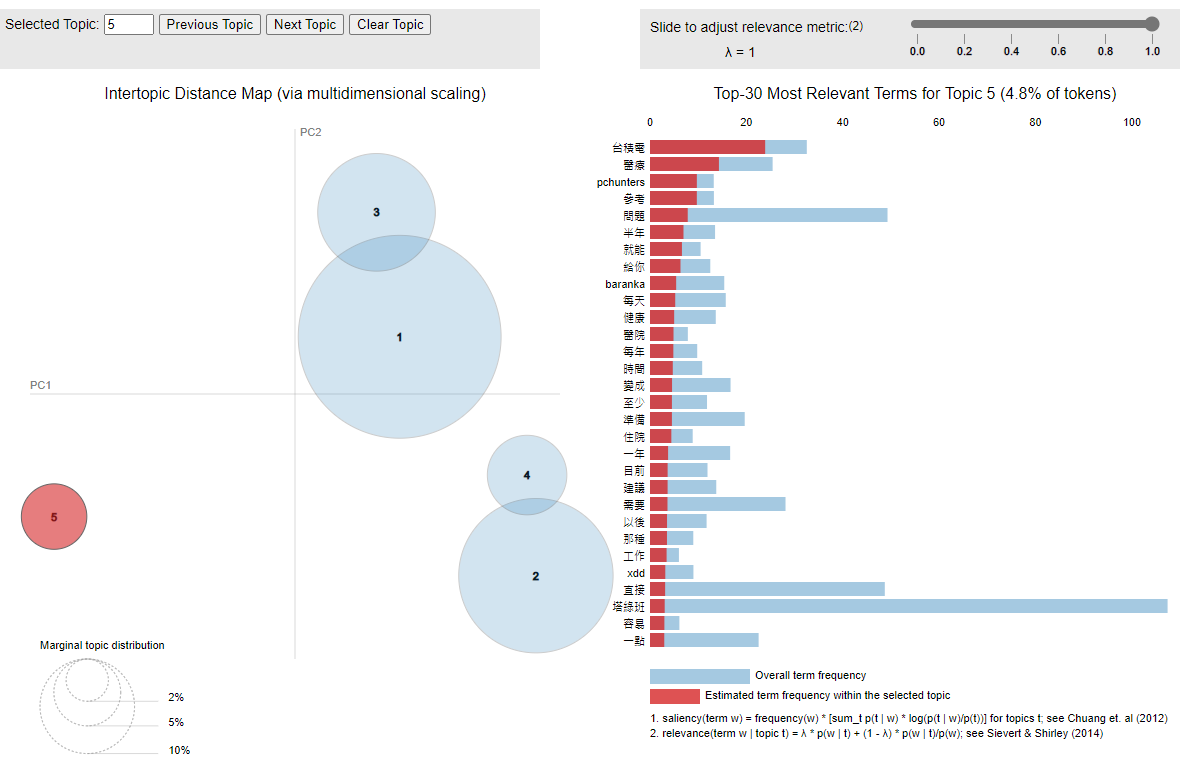 Selected Topic: 5 Previous Topic Next Topic Clear Topic
Slide to adjust relevance metric:(2)
λ = 1
0.0 0.2 0.4 0.6 0.8 1.0
Intertopic Distance Map (via multidimensional scaling)
PC2
PC1
3
1
4
2
5
Marginal topic distribution
2%
5%
10%
Top-30 Most Relevant Terms for Topic 5 (4.8% of tokens)
0 20 40 60 80 100
台積電
醫療
pchunters
參考
問題
半年
就能
給你
baranka
每天
健康
醫院
每年
時間
變成
至少
準備
住院
一年
目前
建議
需要
以後
那種
工作
xdd
直接
塔綠班
容易
一點
Overall term frequency
Estimated term frequency within the selected topic
1. saliency(term w) = frequency(w) * [sum_t p(t | w) * log(p(t | w)/p(t))] for topics t; see Chuang et. al (2012)
2. relevance(term w | topic t) = λ * p(w | t) + (1 - λ) * p(w | t)/p(w); see Sievert & Shirley (2014)